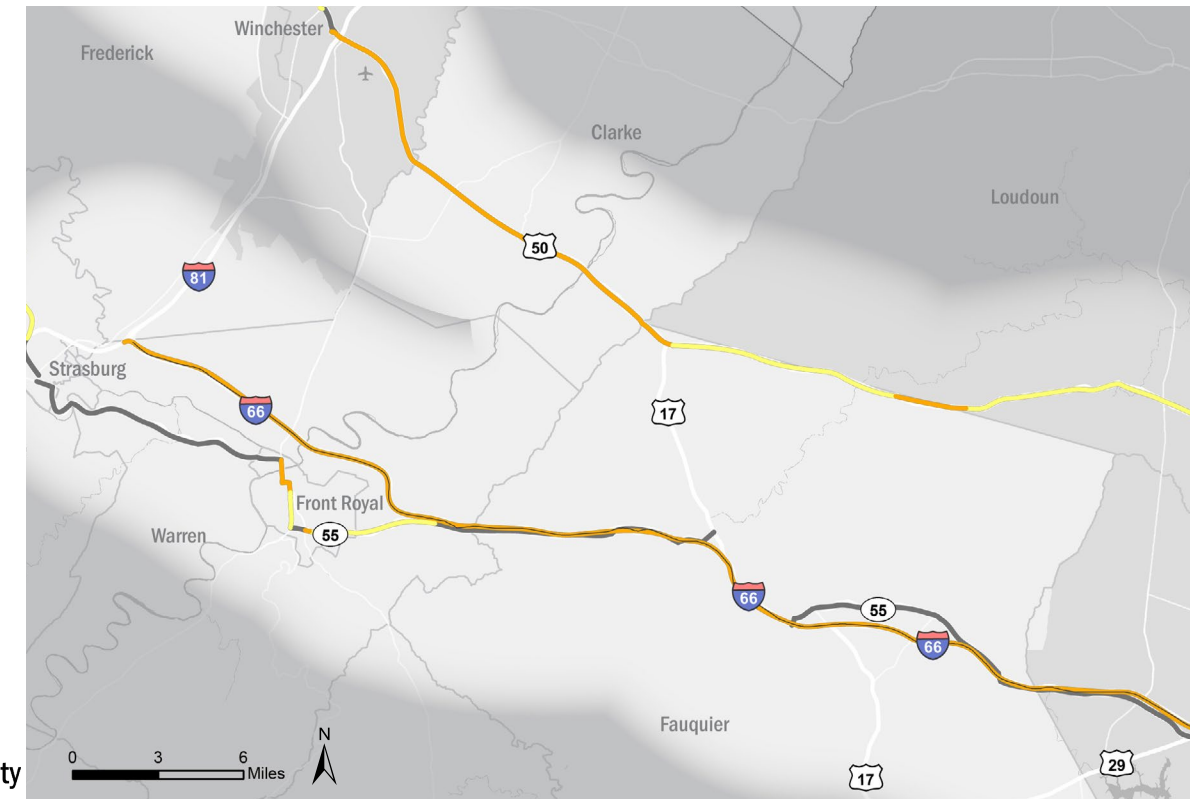 Winchester
Frederick
Clarke
Loudoun
50
81
Strasburg
66
17
Front Royal
55
Warren
66
55
66
Fauquier
N
0 3 6
Miles
ty
29
17